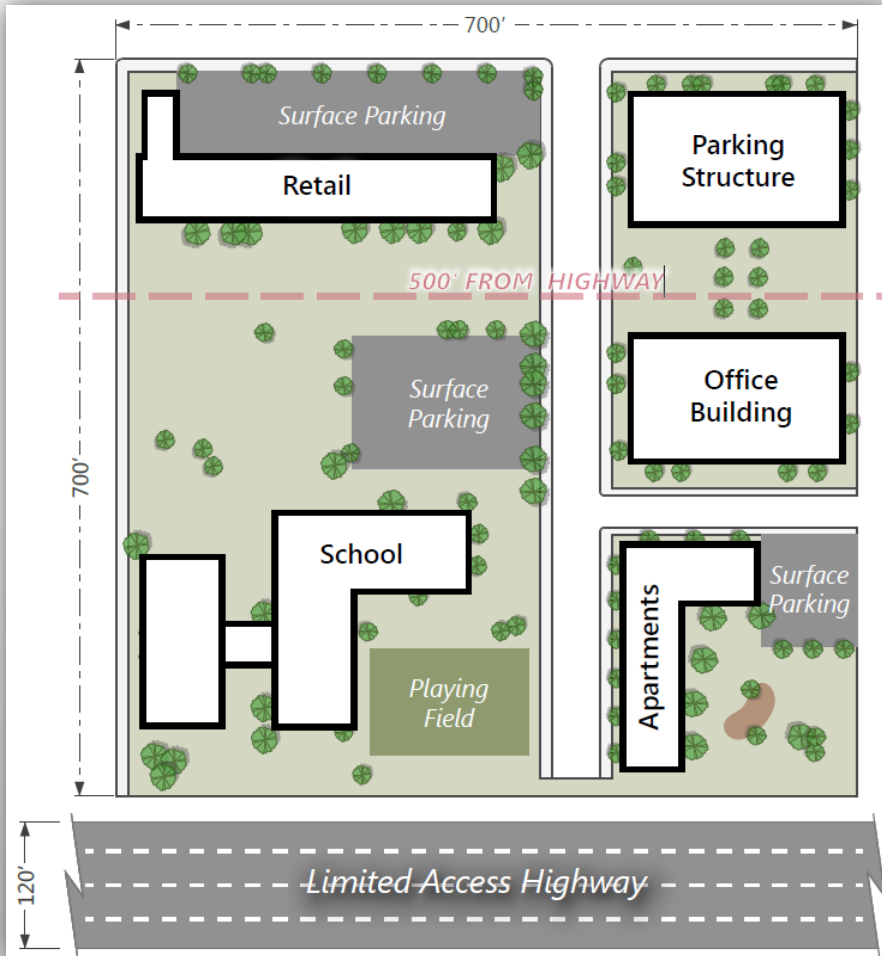 700'
Surface Parking
Parking
Structure
Retail
500' FROM HIGHWAY
Surface
Parking
Office
Building
700'
School
Surface
Parking
Apartments
Playing
Field
120'
Limited Access Highway